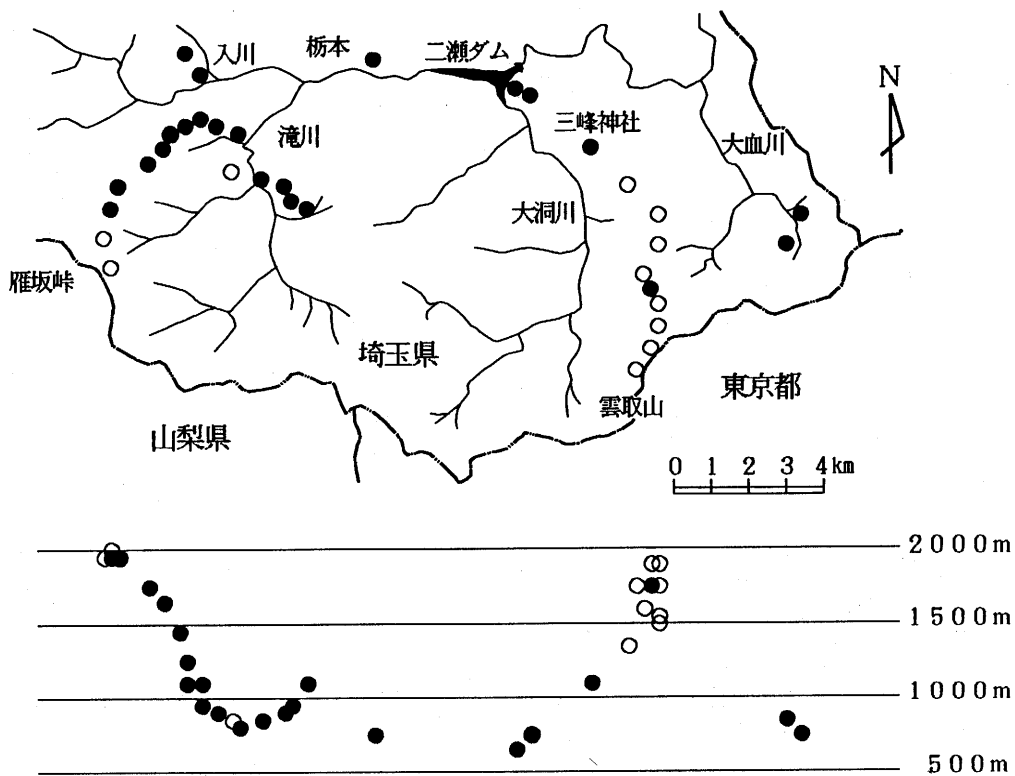 入川
栃本
二瀬ダム
N
滝川
三峰神社
大血川
大洞川
雁坂峠
埼玉県
東京都
雲取山
山梨県
0 1 2 3 4 km
2000m
1500m
1000m
500m